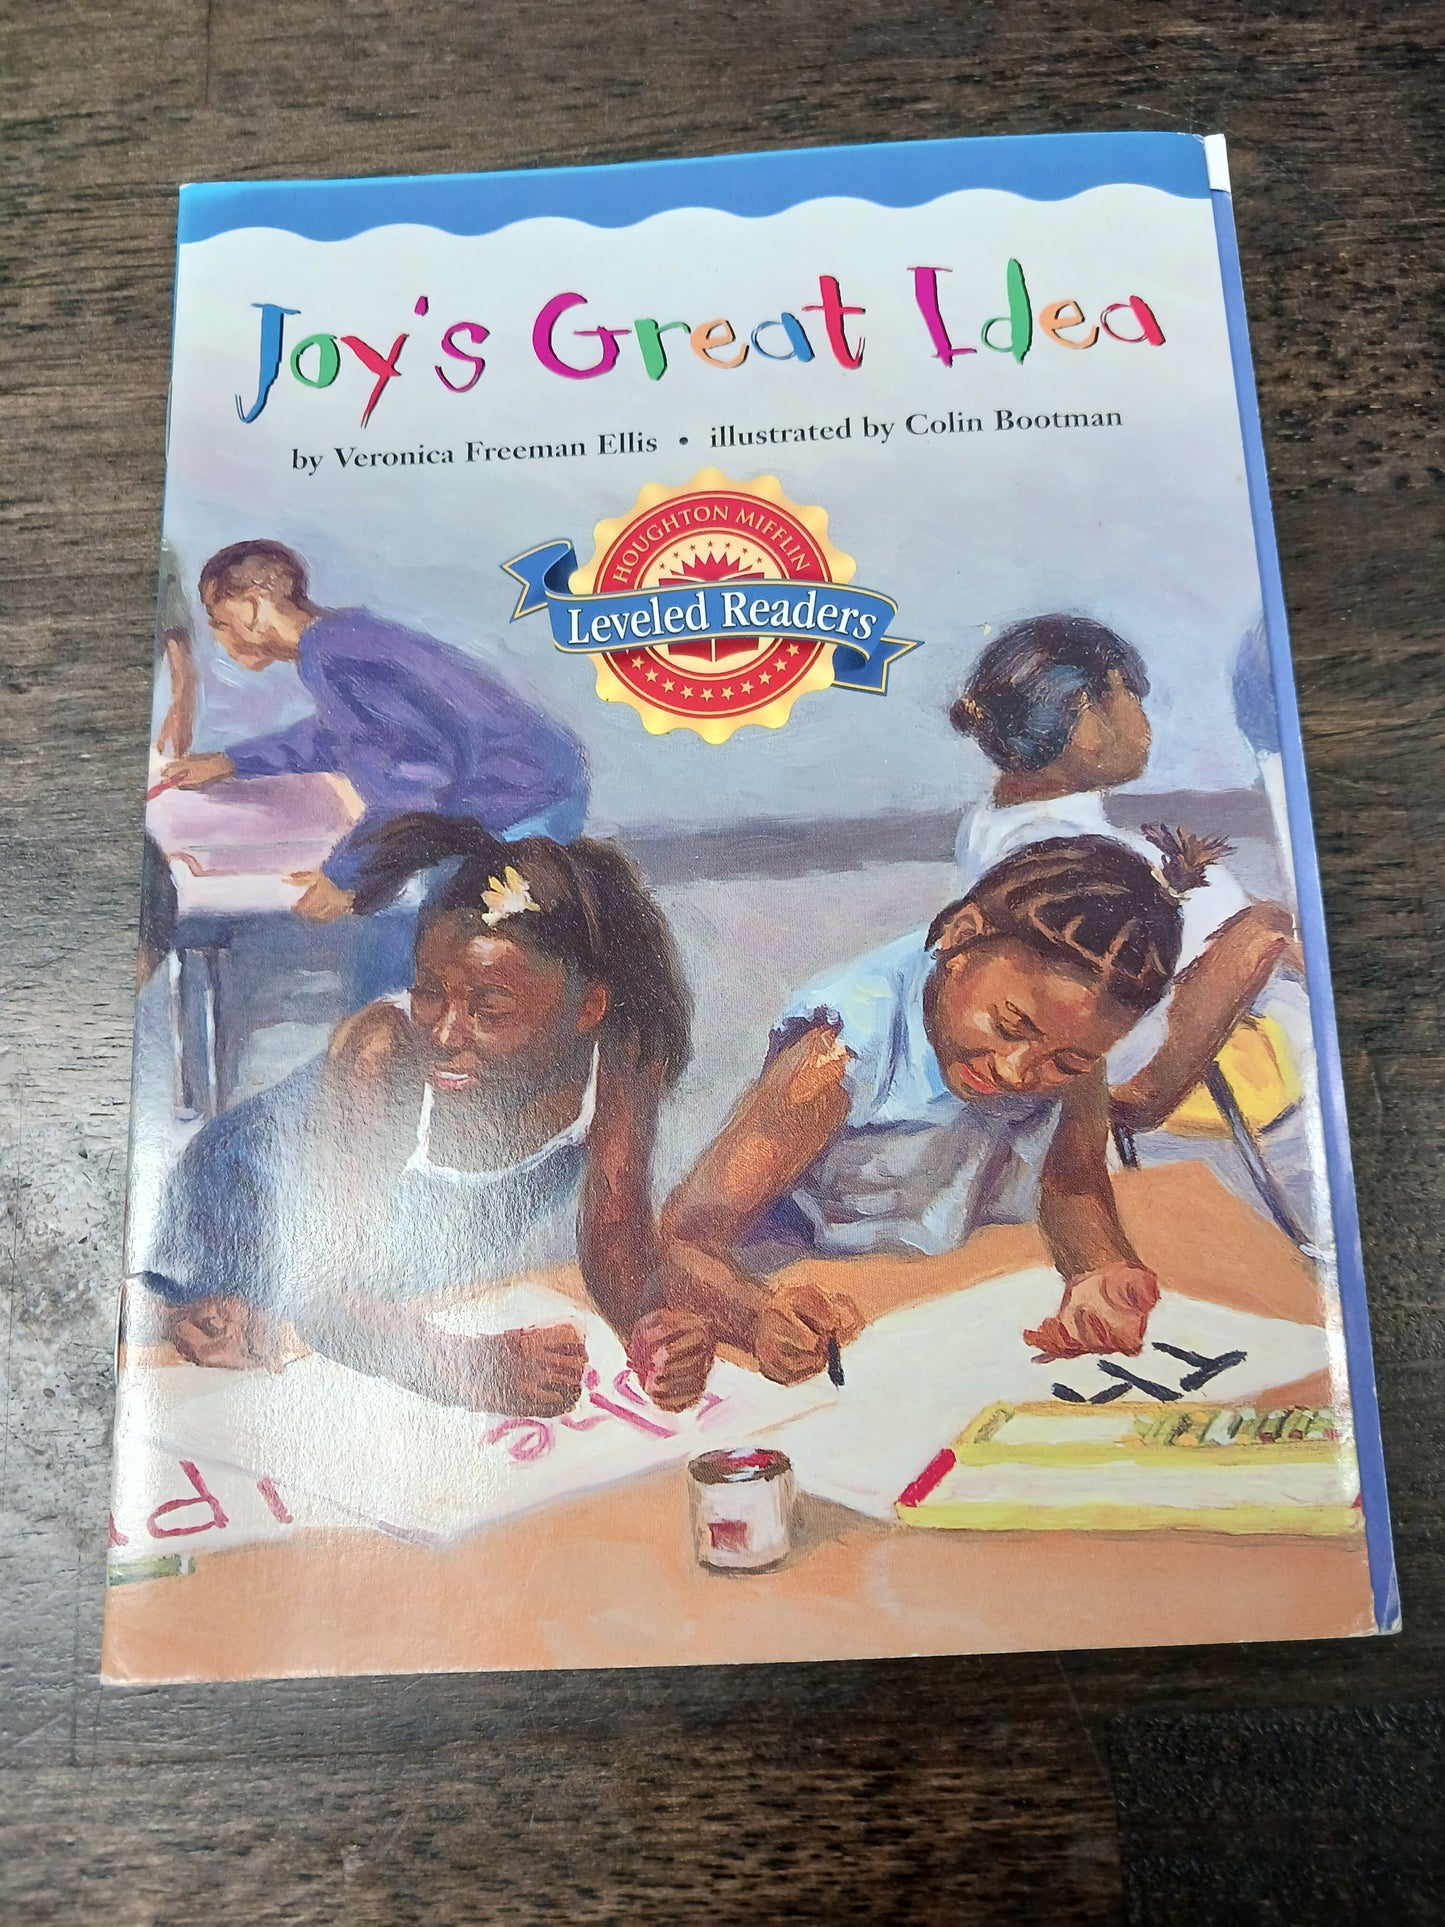 Joy's Great Idea
by Veronica Freeman Ellis • illustrated by Colin Bootman
HOUGHTON MIFFLIN
Leveled Readers